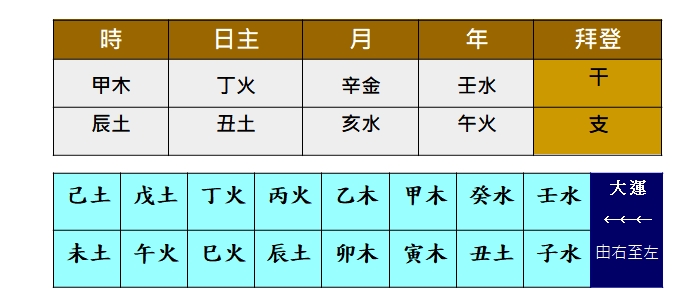 時 日主 月 年 拜登
甲木 丁火 辛金 壬水 干
辰土 丑土 亥水 午火 支
己土 戊土 丁火 丙火 乙木 甲木 癸水 壬水 大運
←←←
未土 午火 巳火 辰土 卯木 寅木 丑土 子水 由右至左